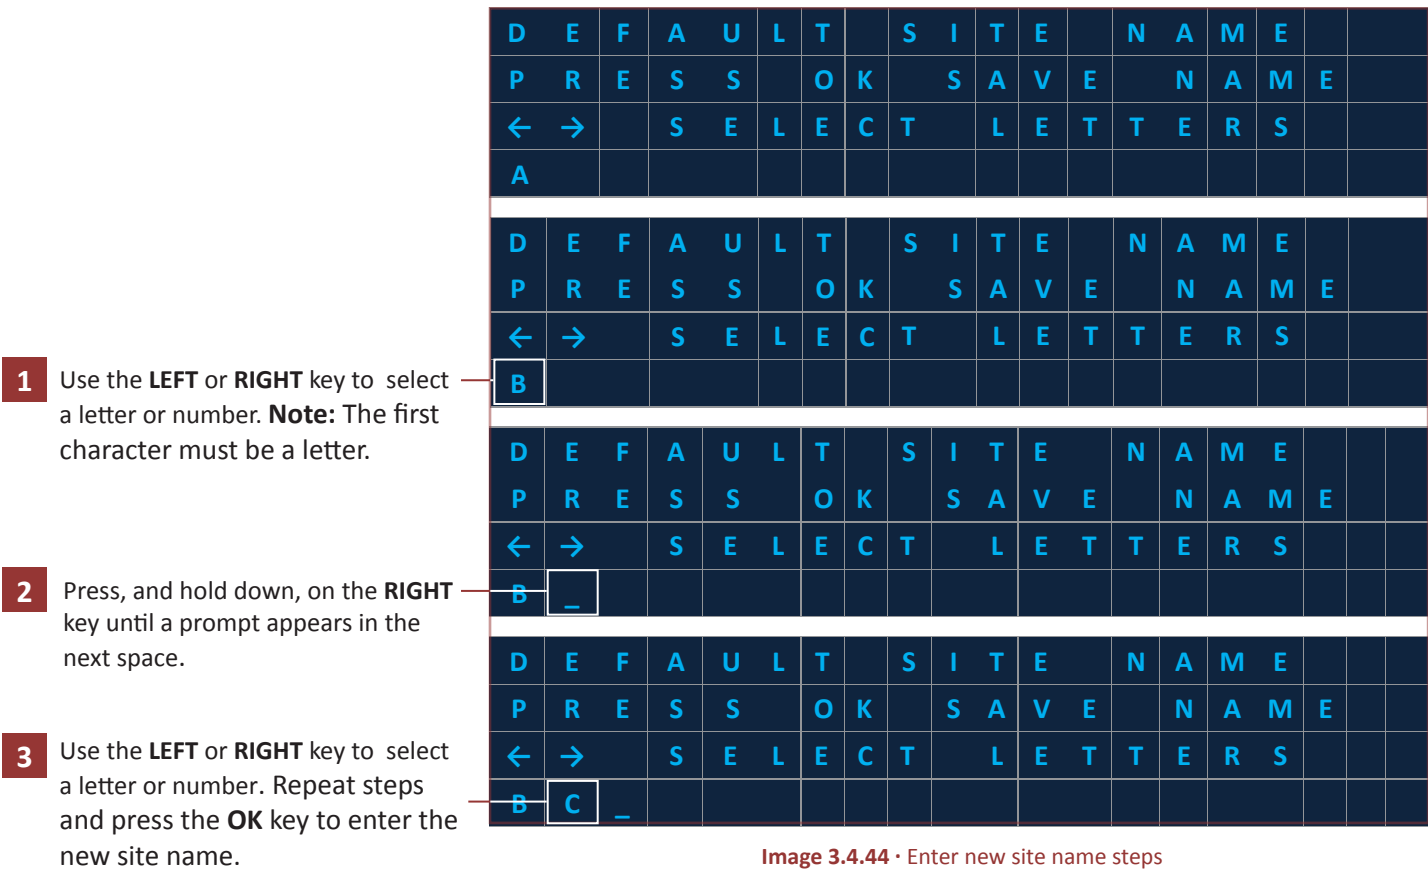 DEFAULT SITE NAME
PRESS OK SAVE NAME
← → SELECT LETTERS
A
DEFAULT SITE NAME
PRESS OK SAVE NAME
← → SELECT LETTERS
B
1 Use the LEFT or RIGHT key to select
a letter or number. Note: The first
character must be a letter.
DEFAULT SITE NAME
PRESS OK SAVE NAME
← → SELECT LETTERS
B _
2 Press, and hold down, on the RIGHT
key until a prompt appears in the
next space.
DEFAULT SITE NAME
PRESS OK SAVE NAME
← → SELECT LETTERS
B C _
3 Use the LEFT or RIGHT key to select
a letter or number. Repeat steps
and press the OK key to enter the
new site name.
Image 3.4.44 · Enter new site name steps